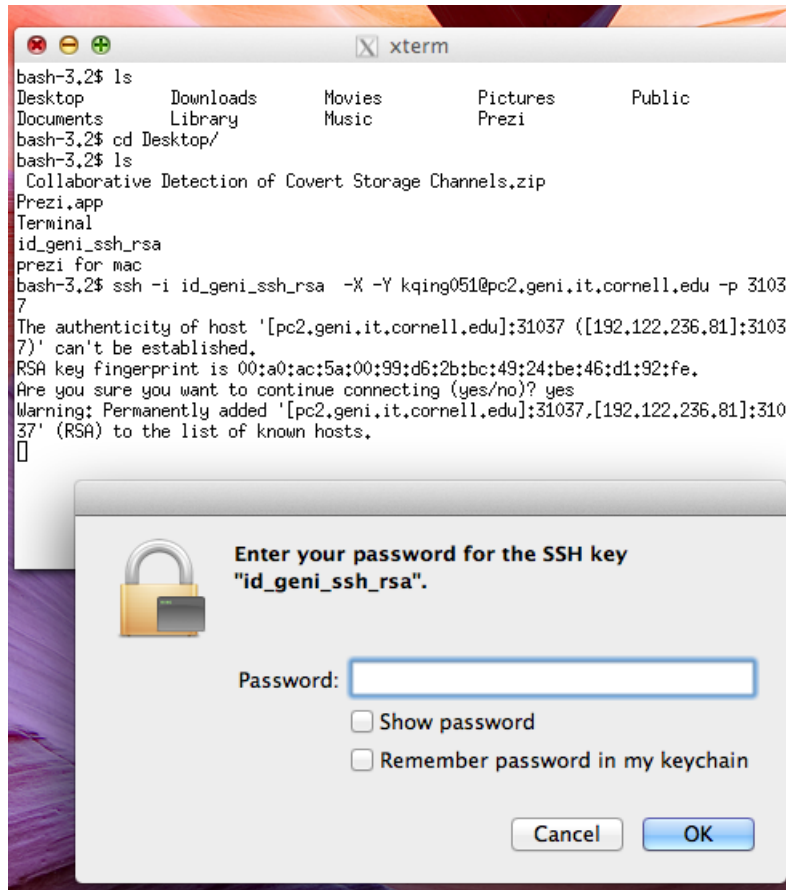 xterm
bash-3.2$ ls
Desktop Downloads Movies Pictures Public
Documents Library Music Prezi
bash-3.2$ cd Desktop/
bash-3.2$ ls
Collaborative Detection of Covert Storage Channels.zip
Prezi.app
Terminal
id_geni_ssh_rsa
prezi for mac
bash-3.2$ ssh -i id_geni_ssh_rsa -X -Y kqing051@pc2.geni.it.cornell.edu -p 3103
7
The authenticity of host '[pc2.geni.it.cornell.edu]:31037 ([192.122.236.81]:3103
7)' can't be established.
RSA key fingerprint is 00:a0:ac:5a:00:99:d6:2b:bc:49:24:be:46:d1:92:fe.
Are you sure you want to continue connecting (yes/no)? yes
Warning: Permanently added '[pc2.geni.it.cornell.edu]:31037,[192.122.236.81]:310
37' (RSA) to the list of known hosts.
Enter your password for the SSH key
"id_geni_ssh_rsa".
Password:
Show password
Remember password in my keychain
Cancel OK